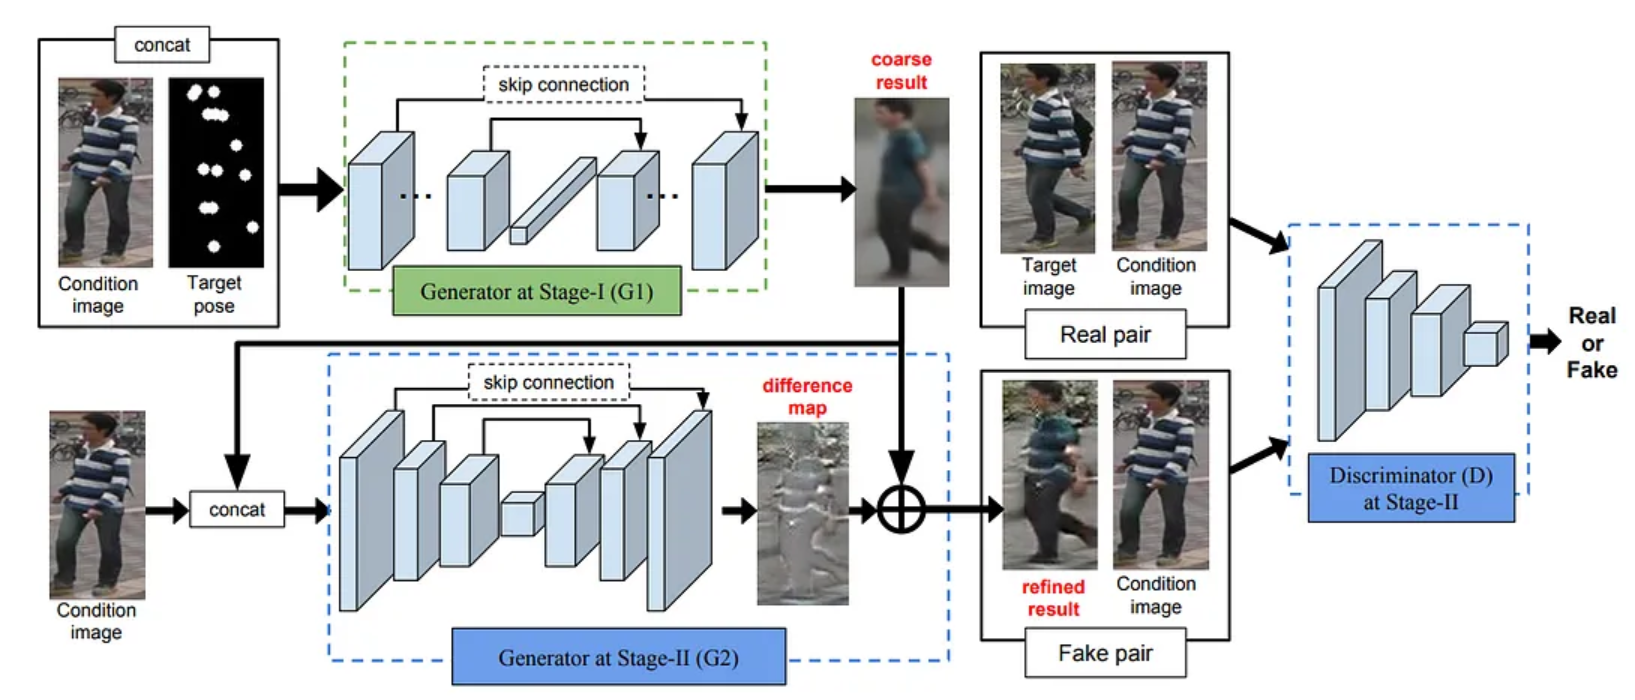 concat
Condition
image
Target
pose
skip connection
Generator at Stage-I (G1)
coarse
result
Target
image
Condition
image
Real pair
Condition
image
concat
skip connection
difference
map
Generator at Stage-II (G2)
refined
result
Condition
image
Fake pair
Discriminator (D)
at Stage-II
Real
or
Fake